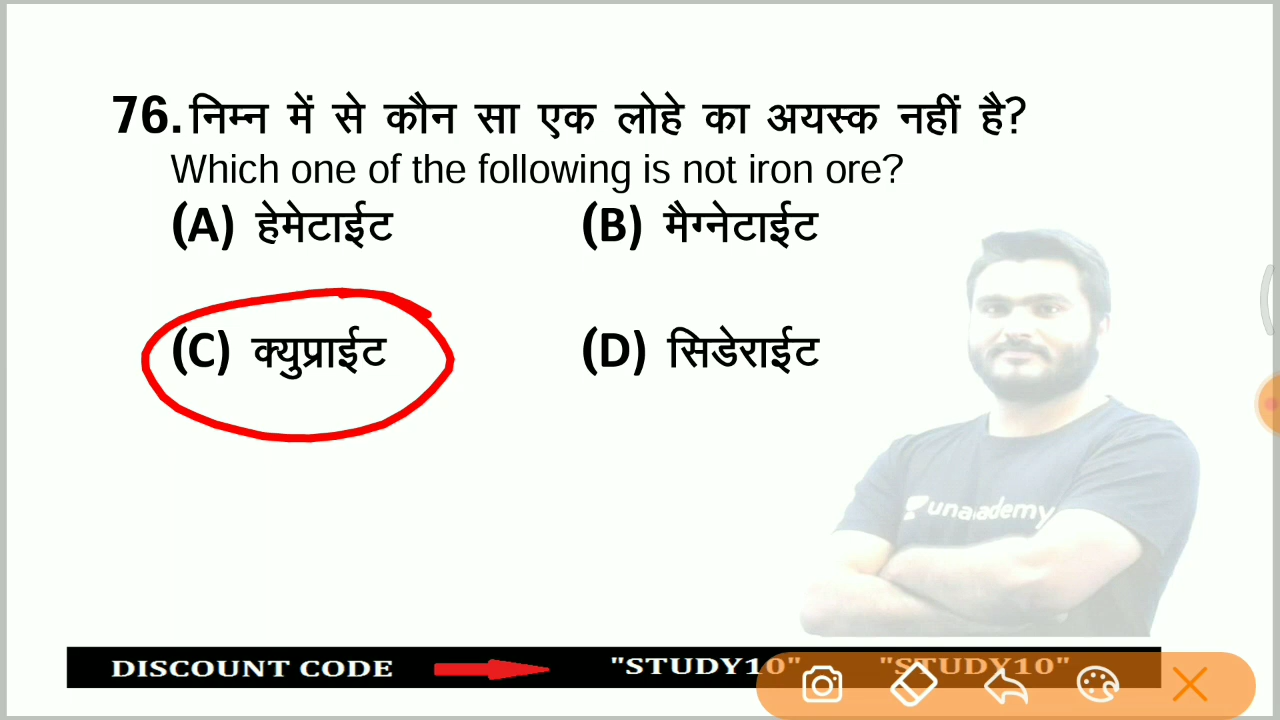 76. निम्न में से कौन सा एक लोहे का अयस्क नहीं है?
Which one of the following is not iron ore?
(A) हेमेटाईट (B) मैग्नेटाईट
(C) क्युप्राईट (D) सिडेराईट
unacademy
DISCOUNT CODE "STUDY10" "STUDY10"